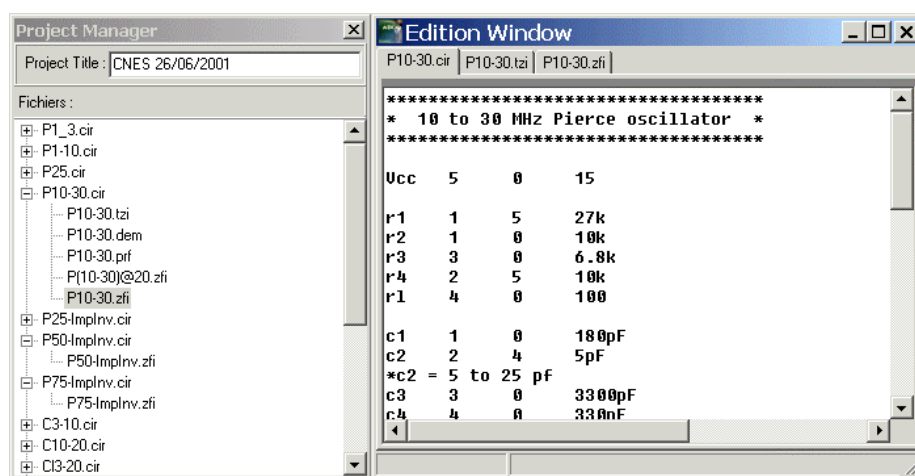 Project Manager
Project Title : CNES 26/06/2001
Fichiers :
P1_3.cir
P1-10.cir
P25.cir
P10-30.cir
P10-30.tzi
P10-30.dem
P10-30.prf
P(10-30)@20.zfi
P10-30.zfi
P25-ImpInv.cir
P50-ImpInv.cir
P50-ImpInv.zfi
P75-ImpInv.cir
P75-ImpInv.zfi
C3-10.cir
C10-20.cir
CI3-20.cir
Edition Window
P10-30.cir P10-30.tzi P10-30.zfi
************************************
* 10 to 30 MHz Pierce oscillator *
************************************
Vcc 5 0 15
r1 1 5 27k
r2 1 0 10k
r3 3 0 6.8k
r4 2 5 10k
rl 4 0 100
c1 1 0 180pF
c2 2 4 5pF
*c2 = 5 to 25 pf
c3 3 0 3300pF
c4 4 0 330pF